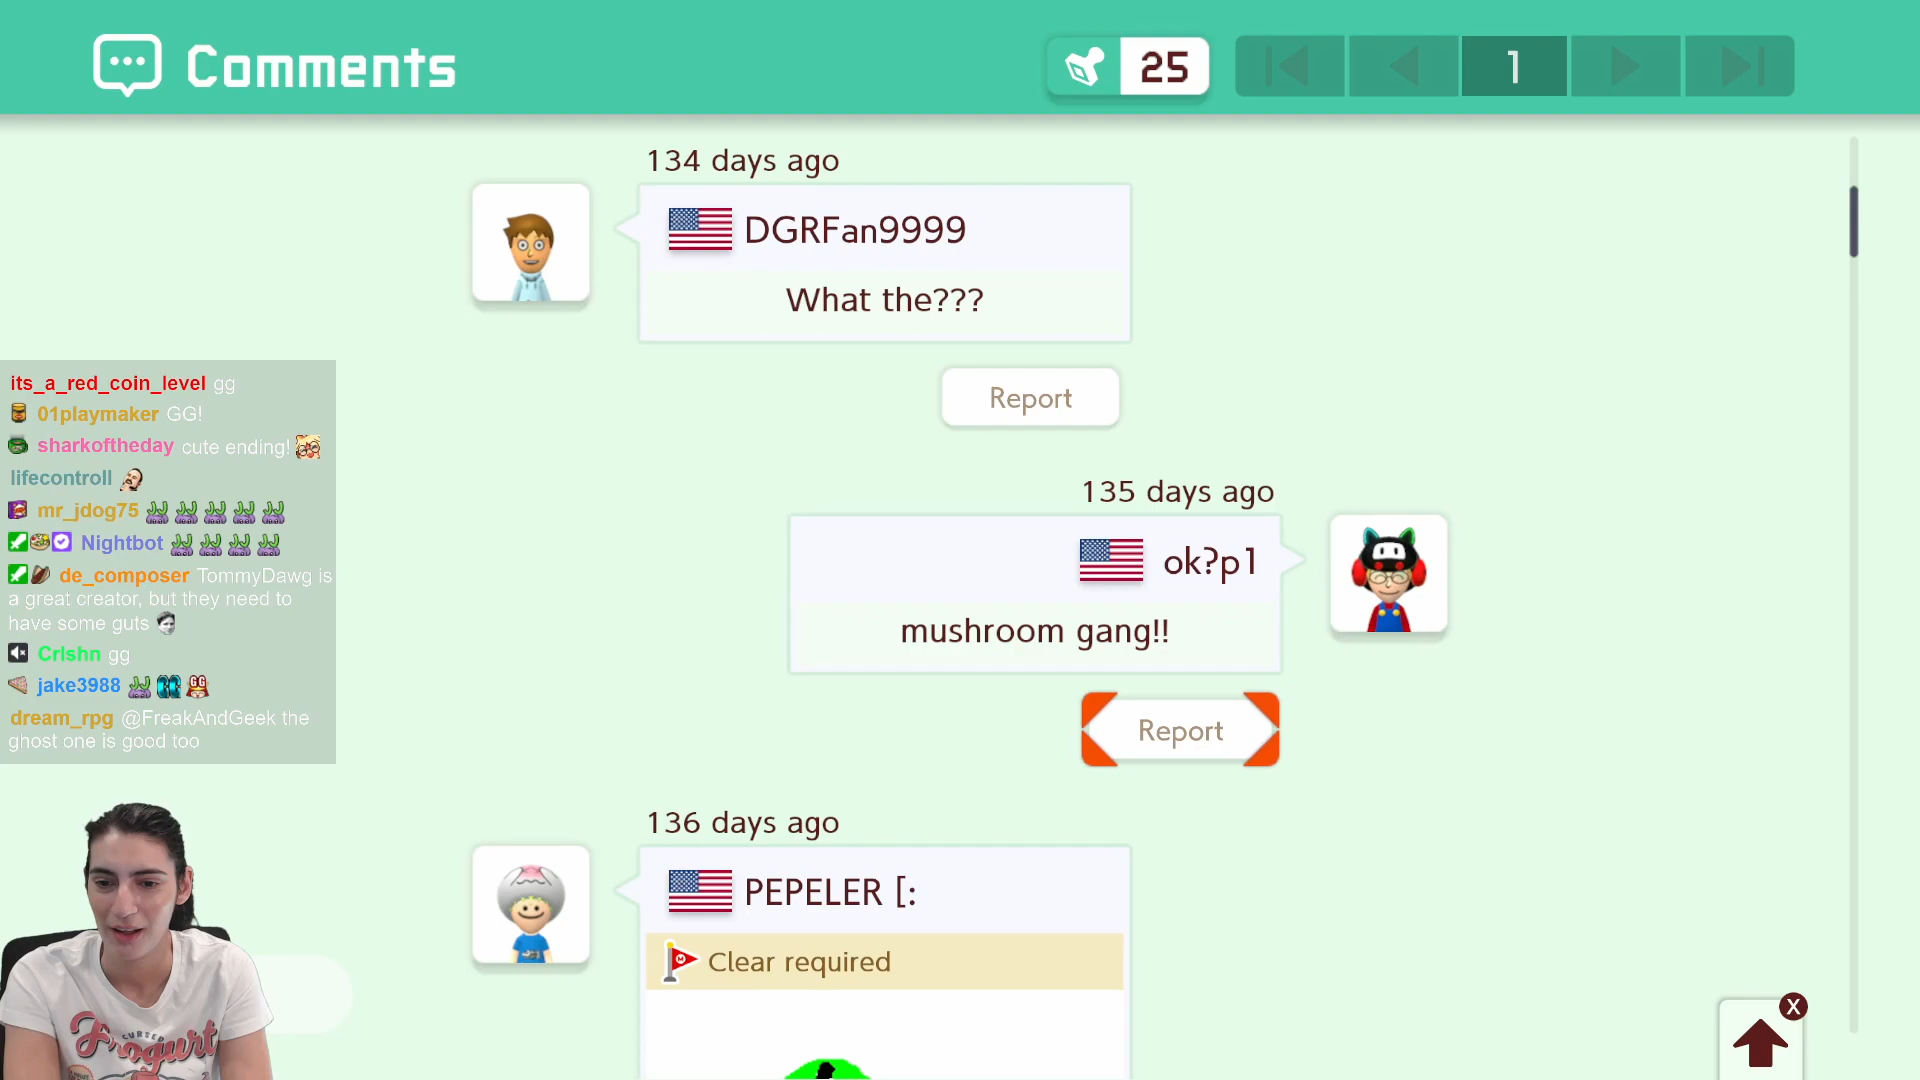 Comments
25
1
134 days ago
DGRFan9999
What the???
Report
135 days ago
ok?p1
mushroom gang!!
Report
136 days ago
PEPELER [:
Clear required
X
its_a_red_coin_level gg
01playmaker GG!
sharkoftheday cute ending!
lifecontroll
mr_jdog75
Nightbot
de_composer TommyDawg is
a great creator, but they need to
have some guts
Crlshn gg
jake3988
dream_rpg @FreakAndGeek the
ghost one is good too
CURSED
Frogurt